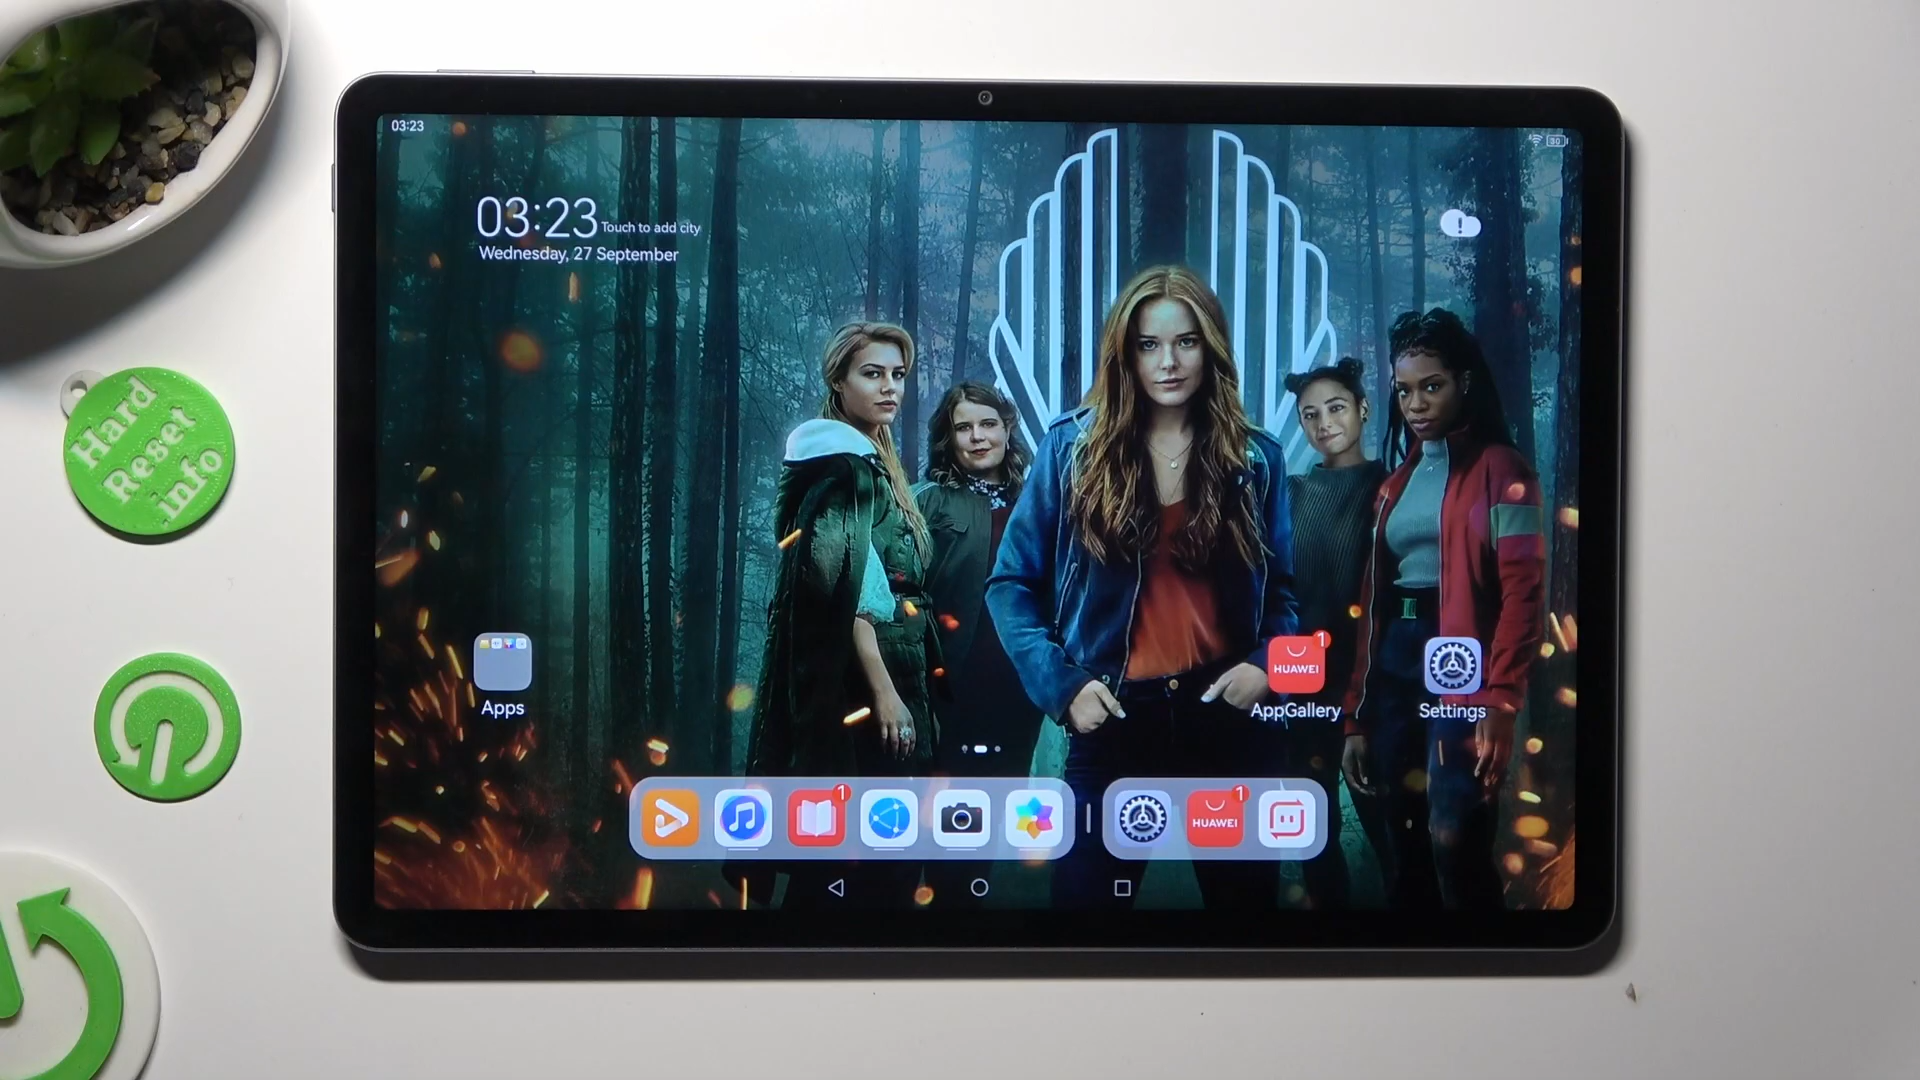 03:23
30
03:23 Touch to add city
Wednesday, 27 September
Hard
Reset
.info
HUAWEI
1
Apps
AppGallery
Settings
1
HUAWEI
1